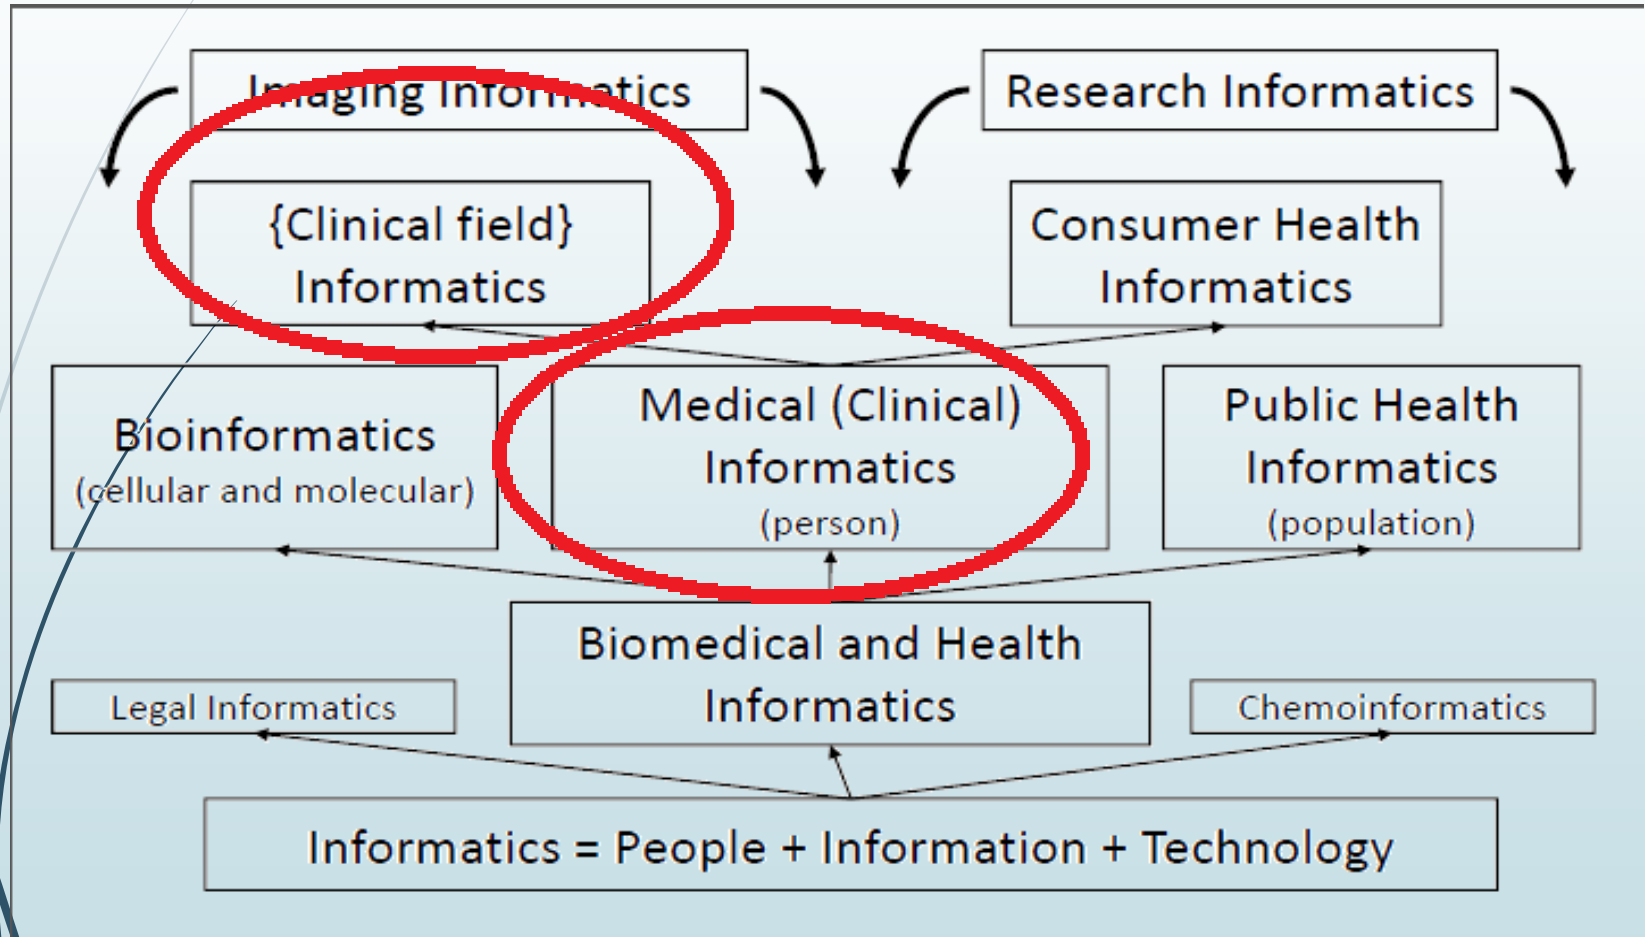 Imaging Informatics
Research Informatics
{Clinical field}
Informatics
Consumer Health
Informatics
Bioinformatics
(cellular and molecular)
Medical (Clinical)
Informatics
(person)
Public Health
Informatics
(population)
Biomedical and Health
Informatics
Legal Informatics
Chemoinformatics
Informatics = People + Information + Technology